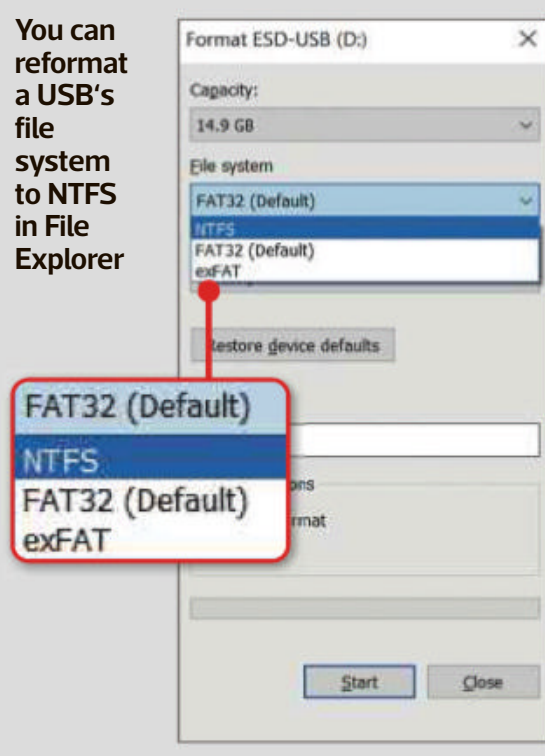 You can
reformat
a USB's
file
system
to NTFS
in File
Explorer
Format ESD-USB (D:)
Capacity:
14.9 GB
File system
FAT32 (Default)
NTFS
FAT32 (Default)
exFAT
Restore device defaults
FAT32 (Default)
NTFS
FAT32 (Default)
exFAT
Start
Close